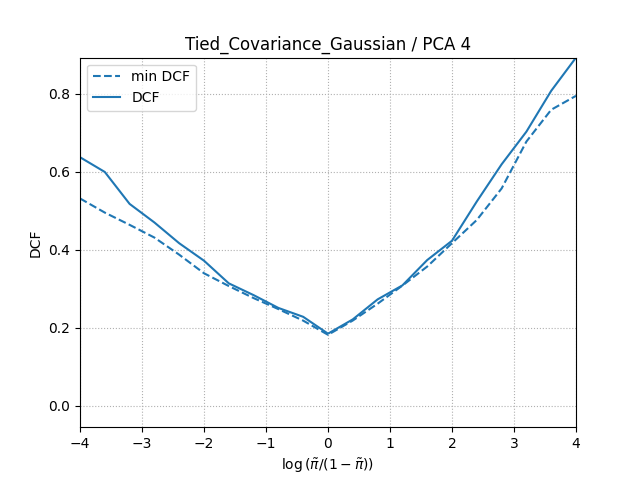 Tied_Covariance_Gaussian / PCA 4
min DCF
DCF
DCF
0.8
0.6
0.4
0.2
0.0
−4 −3 −2 −1 0 1 2 3 4
log (π̃/(1 − π̃))